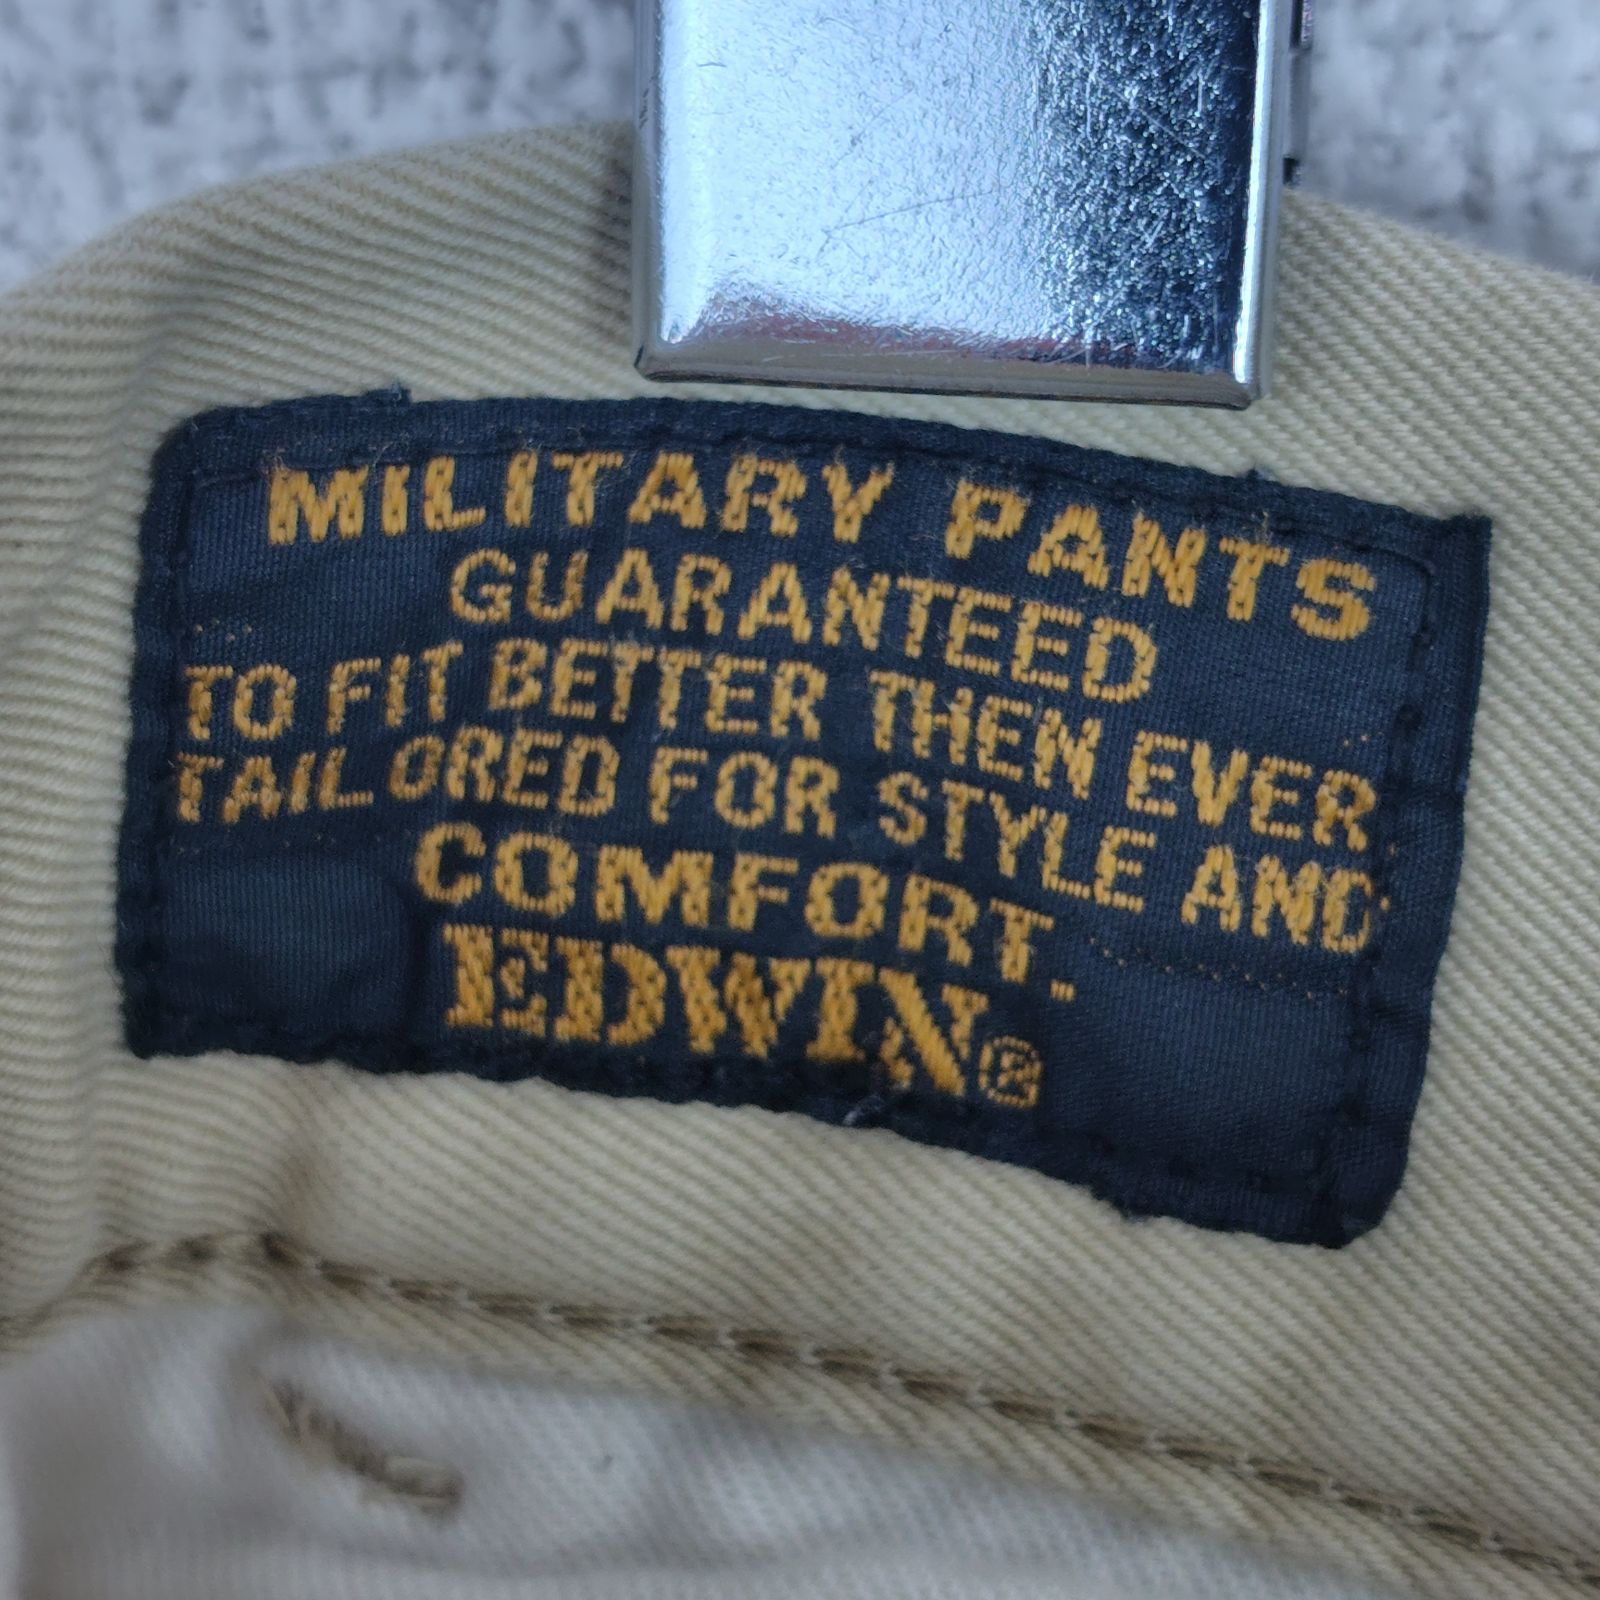 MILITARY PANTS
GUARANTEED
TO FIT BETTER THEN EVER
TAILORED FOR STYLE AND
COMFORT.
EDWIN®